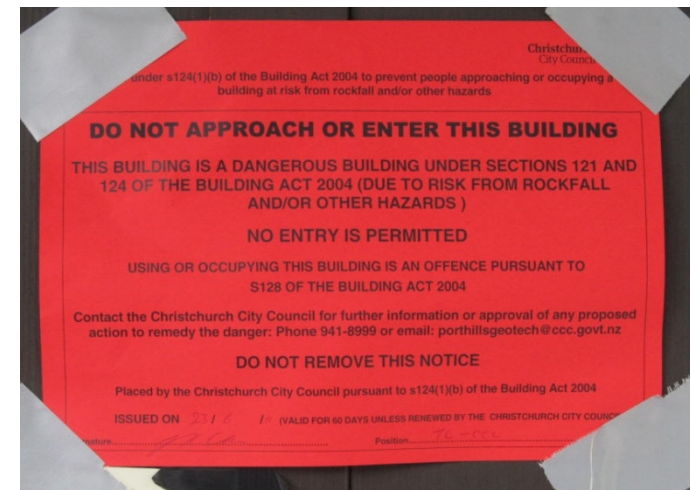 Christchu
City Counc
under s124(1)(b) of the Building Act 2004 to prevent people approaching or occupying a
building at risk from rockfall and/or other hazards
DO NOT APPROACH OR ENTER THIS BUILDING
THIS BUILDING IS A DANGEROUS BUILDING UNDER SECTIONS 121 AND
124 OF THE BUILDING ACT 2004 (DUE TO RISK FROM ROCKFALL
AND/OR OTHER HAZARDS )
NO ENTRY IS PERMITTED
USING OR OCCUPYING THIS BUILDING IS AN OFFENCE PURSUANT TO
S128 OF THE BUILDING ACT 2004
Contact the Christchurch City Council for further information or approval of any proposed
action to remedy the danger: Phone 941-8999 or email: porthillsgeotech@ccc.govt.nz
DO NOT REMOVE THIS NOTICE
Placed by the Christchurch City Council pursuant to s124(1)(b) of the Building Act 2004
ISSUED ON 23/6 (VALID FOR 60 DAYS UNLESS RENEWED BY THE CHRISTCHURCH CITY COUNC
nature Position